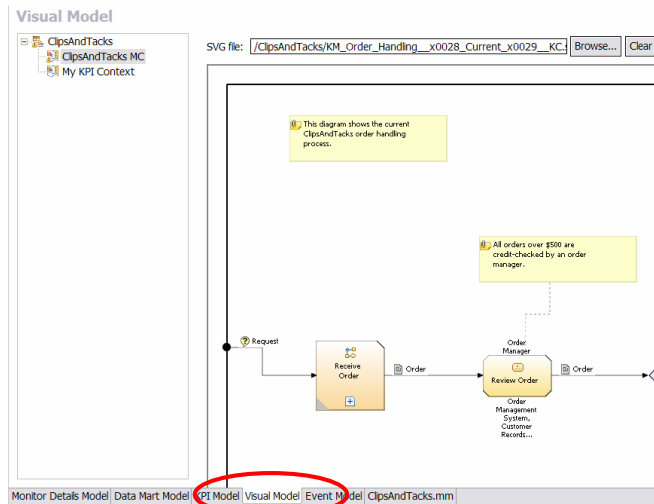 Visual Model
ClipsAndTacks
ClipsAndTacks MC
My KPI Context
SVG file: /ClipsAndTacks/KM_Order_Handling__x0028_Current_x0029__KC.s Browse... Clear
This diagram shows the current
ClipsAndTacks order handling
process.
All orders over $500 are
credit-checked by an order
manager.
Request
Receive
Order
Order
Order
Manager
Review Order
Order
Management
System,
Customer
Records...
Order
Monitor Details Model Data Mart Model KPI Model Visual Model Event Model ClipsAndTacks.mm